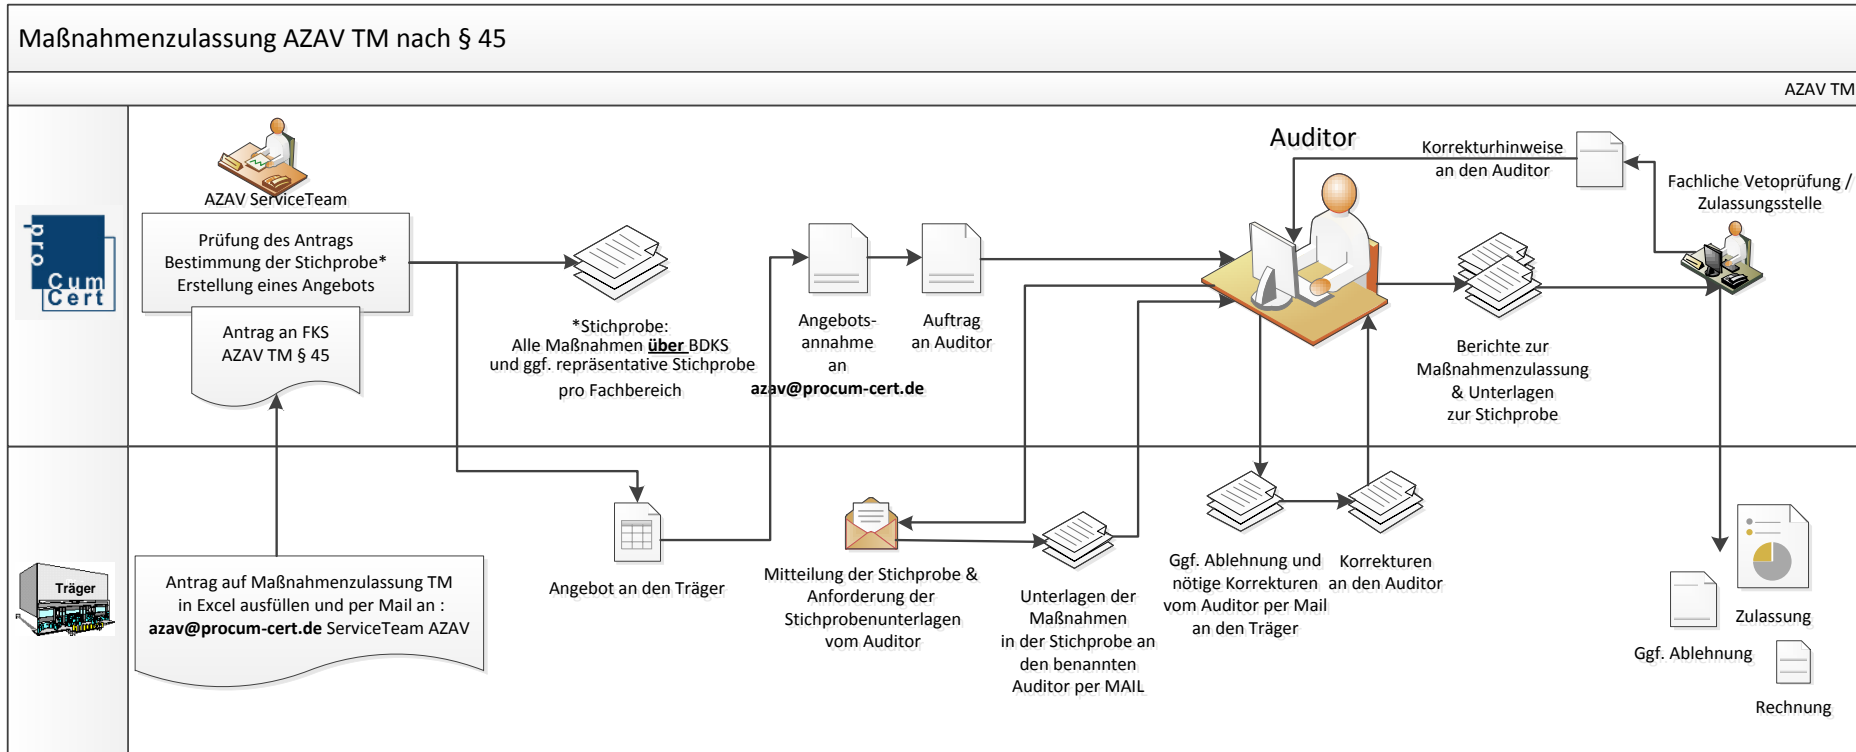 Maßnahmenzulassung AZAV TM nach § 45
AZAV TM
pro
Cum
Cert
AZAV ServiceTeam
Prüfung des Antrags
Bestimmung der Stichprobe*
Erstellung eines Angebots
Antrag an FKS
AZAV TM § 45
*Stichprobe:
Alle Maßnahmen über BDKS
und ggf. repräsentative Stichprobe
pro Fachbereich
Angebots-
annahme
an
azav@procum-cert.de
Auftrag
an Auditor
Auditor
Korrekturhinweise
an den Auditor
Fachliche Vetoprüfung /
Zulassungsstelle
Berichte zur
Maßnahmenzulassung
& Unterlagen
zur Stichprobe
Träger
Antrag auf Maßnahmenzulassung TM
in Excel ausfüllen und per Mail an :
azav@procum-cert.de ServiceTeam AZAV
Angebot an den Träger
Mitteilung der Stichprobe &
Anforderung der
Stichprobenunterlagen
vom Auditor
Unterlagen der
Maßnahmen
in der Stichprobe an
den benannten
Auditor per MAIL
Ggf. Ablehnung und
nötige Korrekturen
vom Auditor per Mail
an den Träger
Korrekturen
an den Auditor
Zulassung
Ggf. Ablehnung
Rechnung